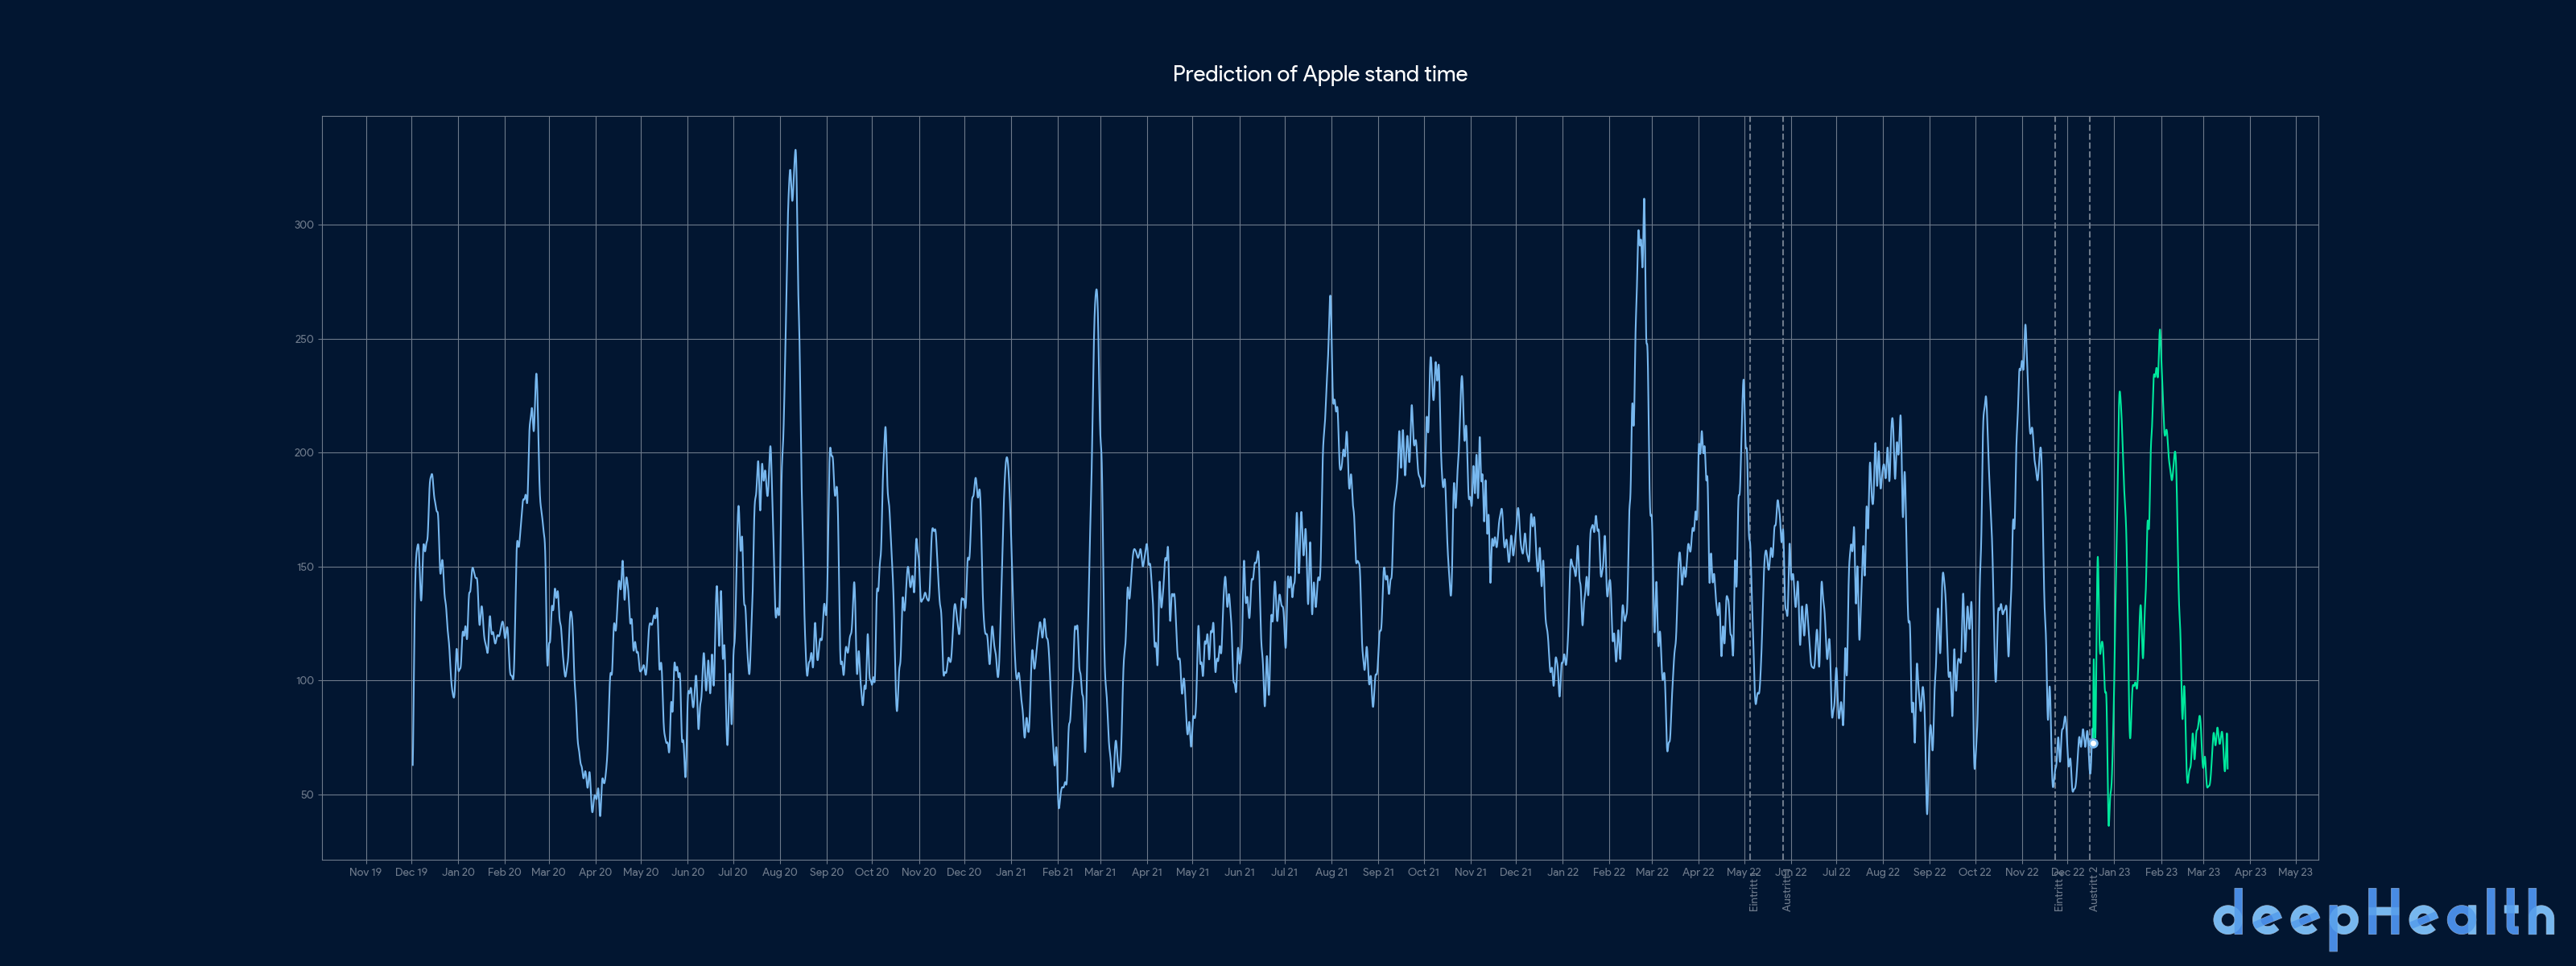 Prediction of Apple stand time
300
250
200
150
100
50
Nov 19 Dec 19 Jan 20 Feb 20 Mar 20 Apr 20 May 20 Jun 20 Jul 20 Aug 20 Sep 20 Oct 20 Nov 20 Dec 20 Jan 21 Feb 21 Mar 21 Apr 21 May 21 Jun 21 Jul 21 Aug 21 Sep 21 Oct 21 Nov 21 Dec 21 Jan 22 Feb 22 Mar 22 Apr 22 May 22 Jun 22 Jul 22 Aug 22 Sep 22 Oct 22 Nov 22 Dec 22 Jan 23 Feb 23 Mar 23 Apr 23 May 23
Eintritt
Austritt
Eintritt
Austritt 2
deepHealth